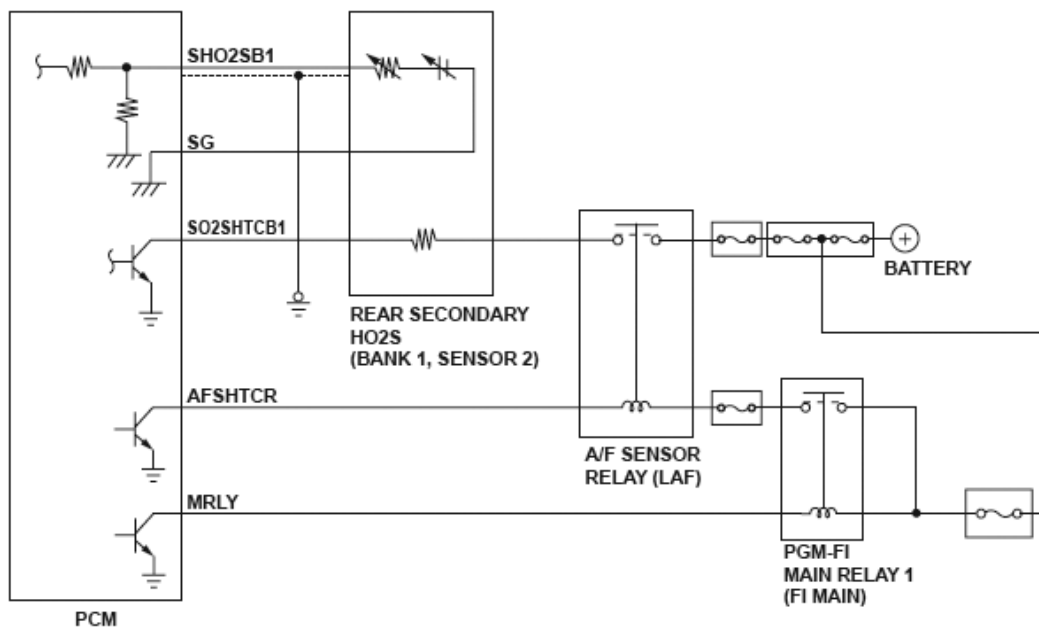 SHO2SB1
SG
SO2SHTCB1
BATTERY
REAR SECONDARY
HO2S
(BANK 1, SENSOR 2)
AFSHTCR
A/F SENSOR
RELAY (LAF)
MRLY
PGM-FI
MAIN RELAY 1
(FI MAIN)
PCM